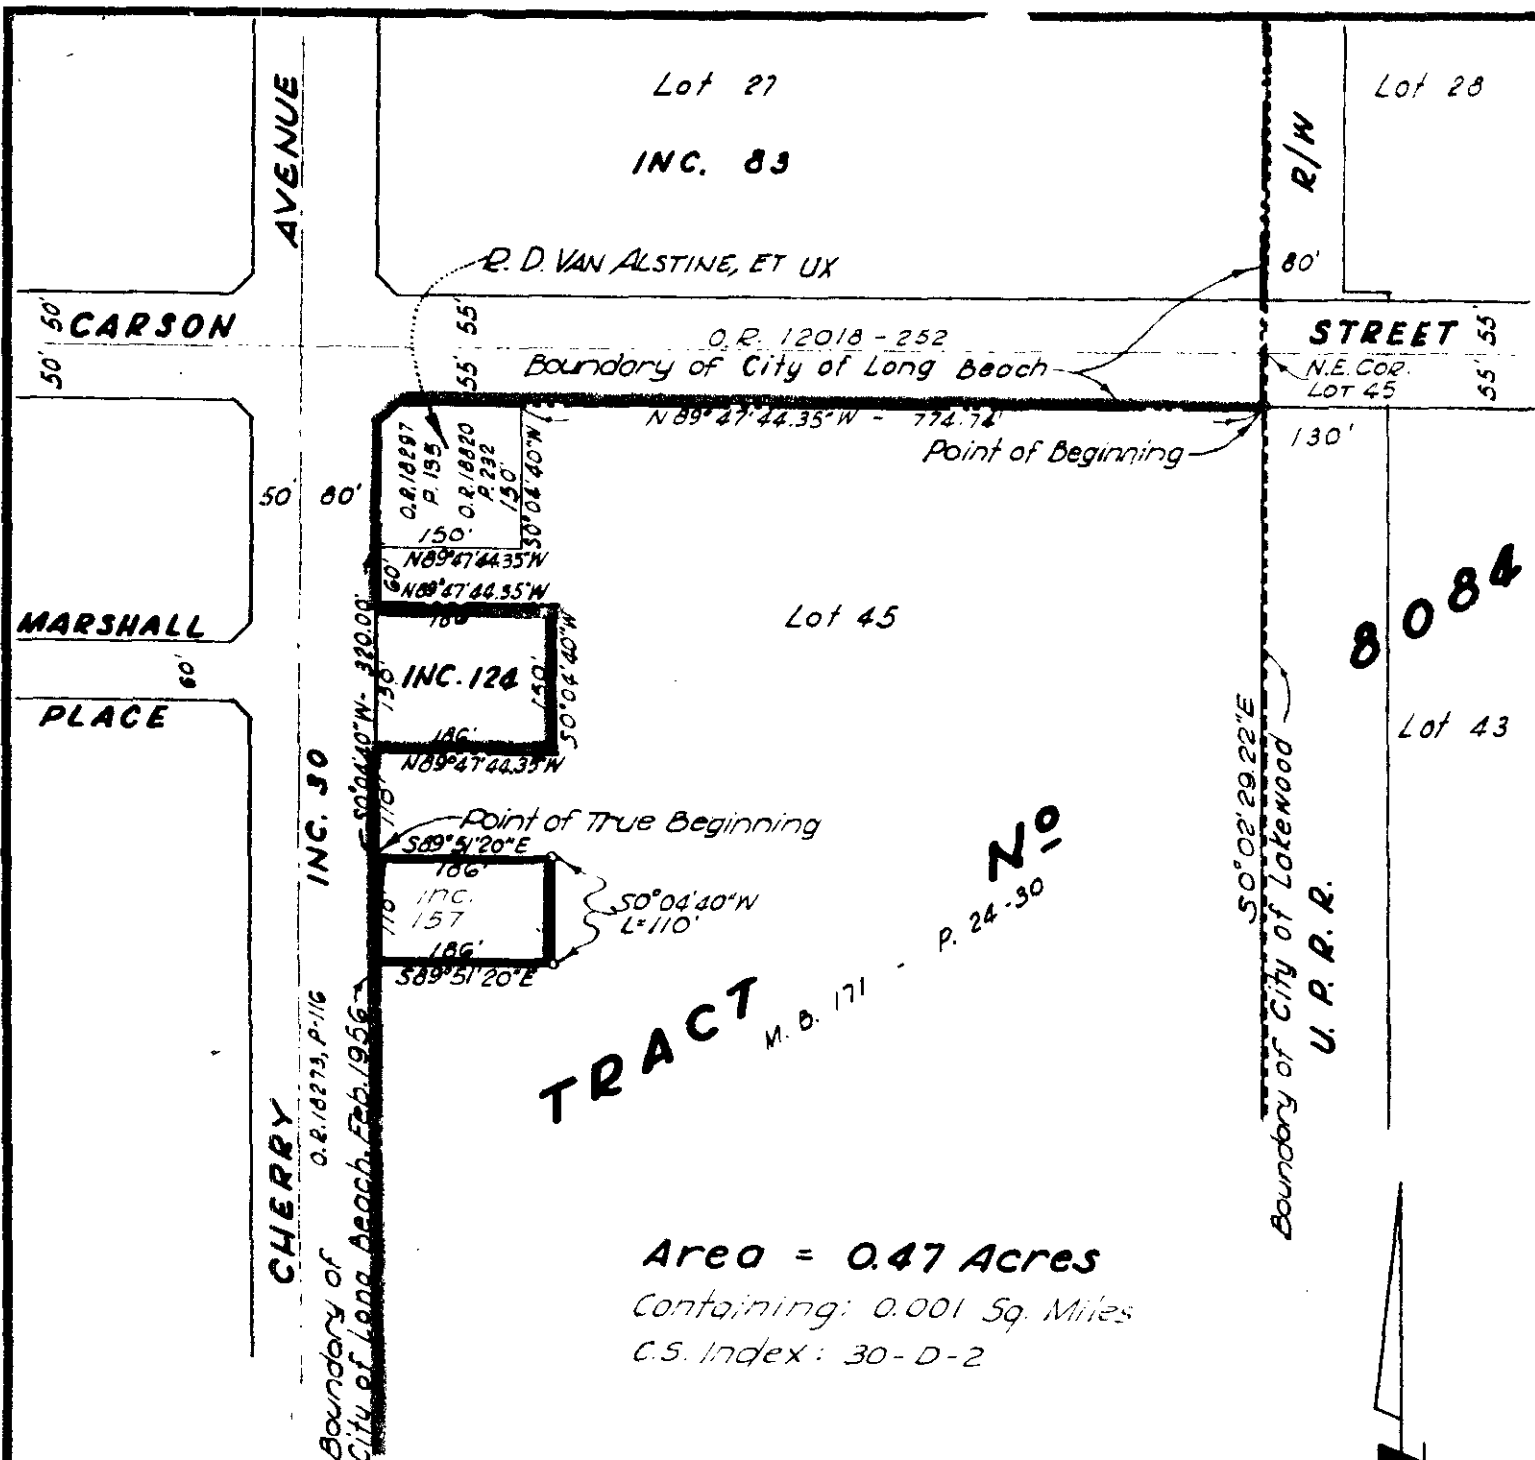 Lot 27
Lot 28
INC. 83
AVENUE
R/W
R. D. VAN ALSTINE, ET UX
80'
50'
50'
CARSON
55'
55'
O.R. 12018-252
STREET
55'
55'
Boundary of City of Long Beach
N.E. COR.
LOT 45
N 89°47'44.35"W - 774.74'
Point of Beginning
130'
50'
80'
O.R. 18297
P. 135
O.R. 18820
P. 232
150'
S0°04'40"W
150'
N89°47'44.35"W
60'
N89°47'44.35"W
186'
MARSHALL
60'
PLACE
Lot 45
8084
S0°04'40"W - 320.00'
150'
INC. 124
150'
S0°04'40"W
186'
N89°47'44.35"W
110'
Lot 43
S0°02'29.22"E
Boundary of City of Lakewood
U. P. R. R.
INC. 30
Point of True Beginning
S89°51'20"E
186'
110'
INC.
157
S0°04'40"W
L=110'
186'
S89°51'20"E
TRACT Nº
M. B. 171 - P. 24-30
CHERRY
O.R. 18273, P-116
Boundary of
City of Long Beach, Feb. 1956
Area = 0.47 Acres
Containing: 0.001 Sq. Miles
C.S. Index: 30-D-2